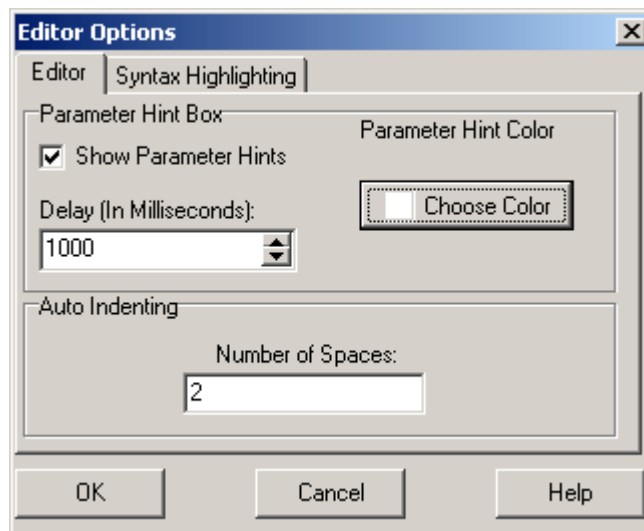 Editor Options
Editor
Syntax Highlighting
Parameter Hint Box
Show Parameter Hints
Parameter Hint Color
Choose Color
Delay (In Milliseconds):
1000
Auto Indenting
Number of Spaces:
2
OK
Cancel
Help